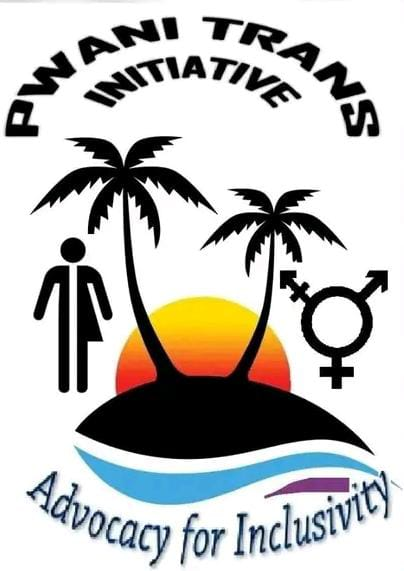 PWANI TRANS
INITIATIVE
Advocacy for Inclusivity